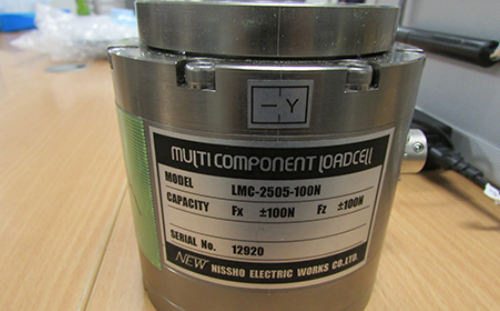 —Y
MULTI COMPONENT LOADCELL
MODEL LMC-2505-100N
CAPACITY Fx ±100N Fz ±100N
SERIAL No. 12920
NEW NISSHO ELECTRIC WORKS CO.LTD.